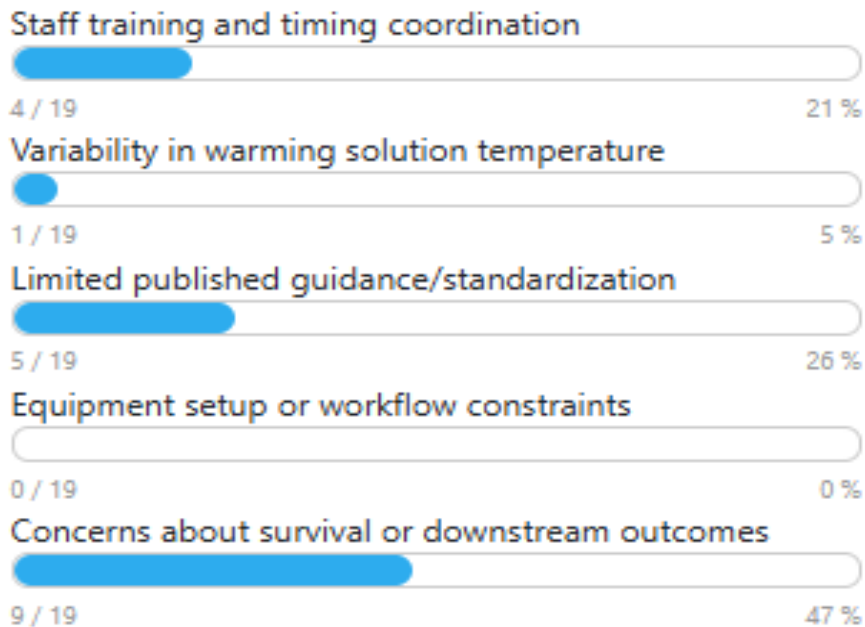 Staff training and timing coordination
4 / 19 21 %
Variability in warming solution temperature
1 / 19 5 %
Limited published guidance/standardization
5 / 19 26 %
Equipment setup or workflow constraints
0 / 19 0 %
Concerns about survival or downstream outcomes
9 / 19 47 %